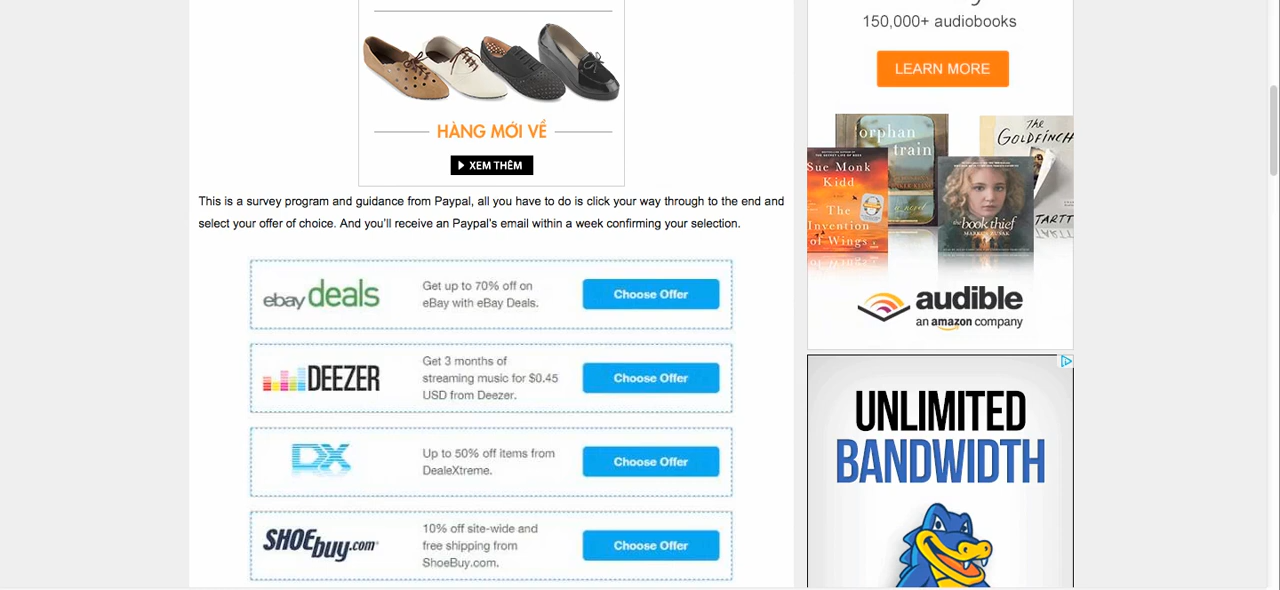 HÀNG MỚI VỀ
XEM THÊM
This is a survey program and guidance from Paypal, all you have to do is click your way through to the end and
select your offer of choice. And you'll receive an Paypal's email within a week confirming your selection.
ebay deals
Get up to 70% off on
eBay with eBay Deals.
Choose Offer
DEEZER
Get 3 months of
streaming music for $0.45
USD from Deezer.
Choose Offer
DX
Up to 50% off items from
DealeXtreme.
Choose Offer
SHOEbuy.com
10% off site-wide and
free shipping from
ShoeBuy.com.
Choose Offer
150,000+ audiobooks
LEARN MORE
orphan
train
a novel
THE
GOLDFINCH
TARTT
Sue Monk
Kidd
The
Invention
of Wings
the book thief
MARKUS ZUSAK
audible
an amazon company
UNLIMITED
BANDWIDTH